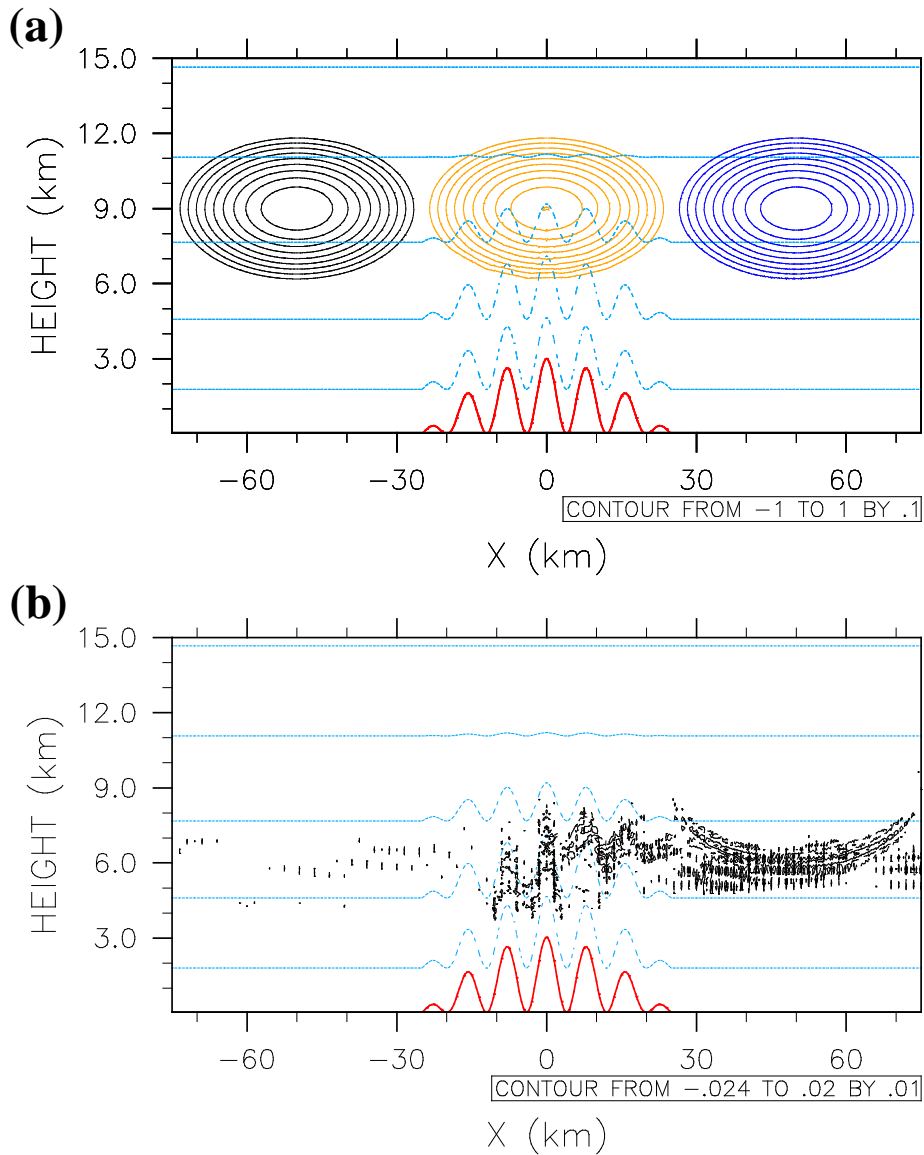 (a)
15.0
12.0
9.0
6.0
3.0
HEIGHT (km)
−60 −30 0 30 60
CONTOUR FROM −1 TO 1 BY .1
X (km)
(b)
15.0
12.0
9.0
6.0
3.0
HEIGHT (km)
−60 −30 0 30 60
CONTOUR FROM −.024 TO .02 BY .01
X (km)